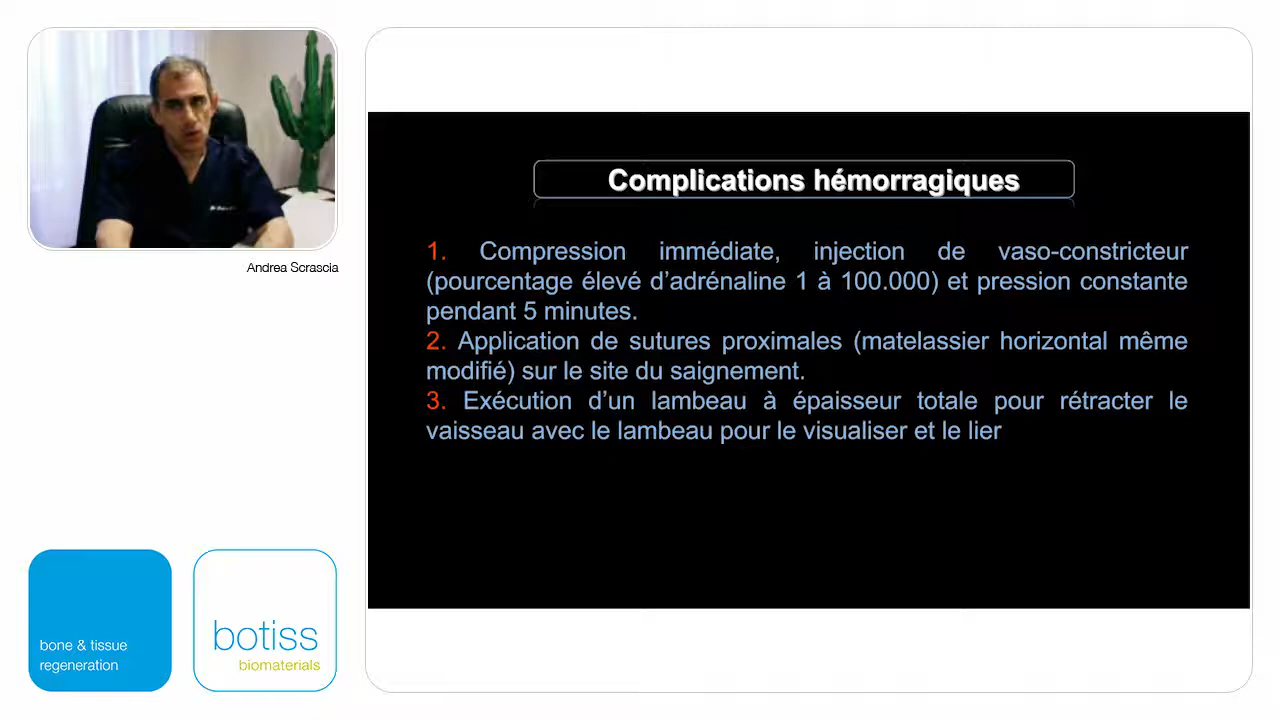 Andrea Scrascia
bone & tissue
regeneration
botiss
biomaterials
Complications hémorragiques
1. Compression immédiate, injection de vaso-constricteur
(pourcentage élevé d’adrénaline 1 à 100.000) et pression constante
pendant 5 minutes.
2. Application de sutures proximales (matelassier horizontal même
modifié) sur le site du saignement.
3. Exécution d’un lambeau à épaisseur totale pour rétracter le
vaisseau avec le lambeau pour le visualiser et le lier